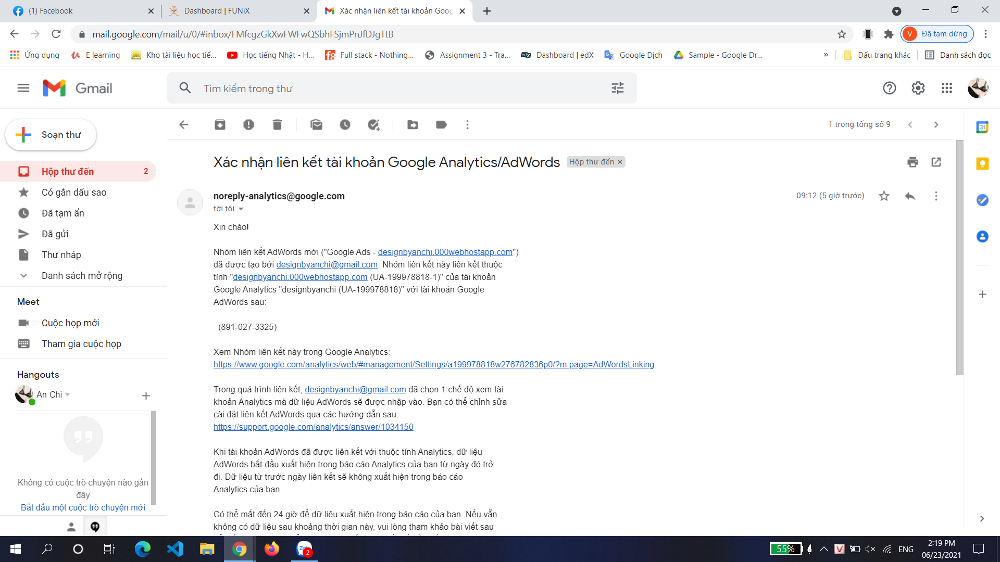 (1) Facebook
Dashboard | FUNiX
Xác nhận liên kết tài khoản Goog
mail.google.com/mail/u/0/#inbox/FMfcgzGkXwFWFwQSbhFSjmPnJfDJgTtB
V Đã tạm dừng
Ứng dụng
E learning
Kho tài liệu học tiế...
Học tiếng Nhật - H...
Full stack - Nothing...
Assignment 3 - Tra...
Dashboard | edX
Google Dịch
Sample - Google Dr...
»
Dấu trang khác
Danh sách đọc
Gmail
Tìm kiếm trong thư
Soạn thư
1 trong tổng số 9
Hộp thư đến 2
Có gắn dấu sao
Đã tạm ẩn
Đã gửi
Thư nháp
Danh sách mở rộng
Meet
Cuộc họp mới
Tham gia cuộc họp
Hangouts
An Chi
Không có cuộc trò chuyện nào gần
đây
Bắt đầu một cuộc trò chuyện mới
Xác nhận liên kết tài khoản Google Analytics/AdWords
Hộp thư đến ×
noreply-analytics@google.com
09:12 (5 giờ trước)
tới tôi
Xin chào!
Nhóm liên kết AdWords mới ("Google Ads - designbyanchi.000webhostapp.com")
đã được tạo bởi designbyanchi@gmail.com. Nhóm liên kết này liên kết thuộc
tính "designbyanchi.000webhostapp.com (UA-199978818-1)" của tài khoản
Google Analytics "designbyanchi (UA-199978818)" với tài khoản Google
AdWords sau:
(891-027-3325)
Xem Nhóm liên kết này trong Google Analytics:
https://www.google.com/analytics/web/#management/Settings/a199978818w276782836p0/?m.page=AdWordsLinking
Trong quá trình liên kết, designbyanchi@gmail.com đã chọn 1 chế độ xem tài
khoản Analytics mà dữ liệu AdWords sẽ được nhập vào. Bạn có thể chỉnh sửa
cài đặt liên kết AdWords qua các hướng dẫn sau:
https://support.google.com/analytics/answer/1034150
Khi tài khoản AdWords đã được liên kết với thuộc tính Analytics, dữ liệu
AdWords bắt đầu xuất hiện trong báo cáo Analytics của bạn từ ngày đó trở
đi. Dữ liệu từ trước ngày liên kết sẽ không xuất hiện trong báo cáo
Analytics của bạn.
Có thể mất đến 24 giờ để dữ liệu xuất hiện trong báo cáo của bạn. Nếu vẫn
không có dữ liệu sau khoảng thời gian này, vui lòng tham khảo bài viết sau
31
55%
ENG
2:19 PM
06/23/2021
2